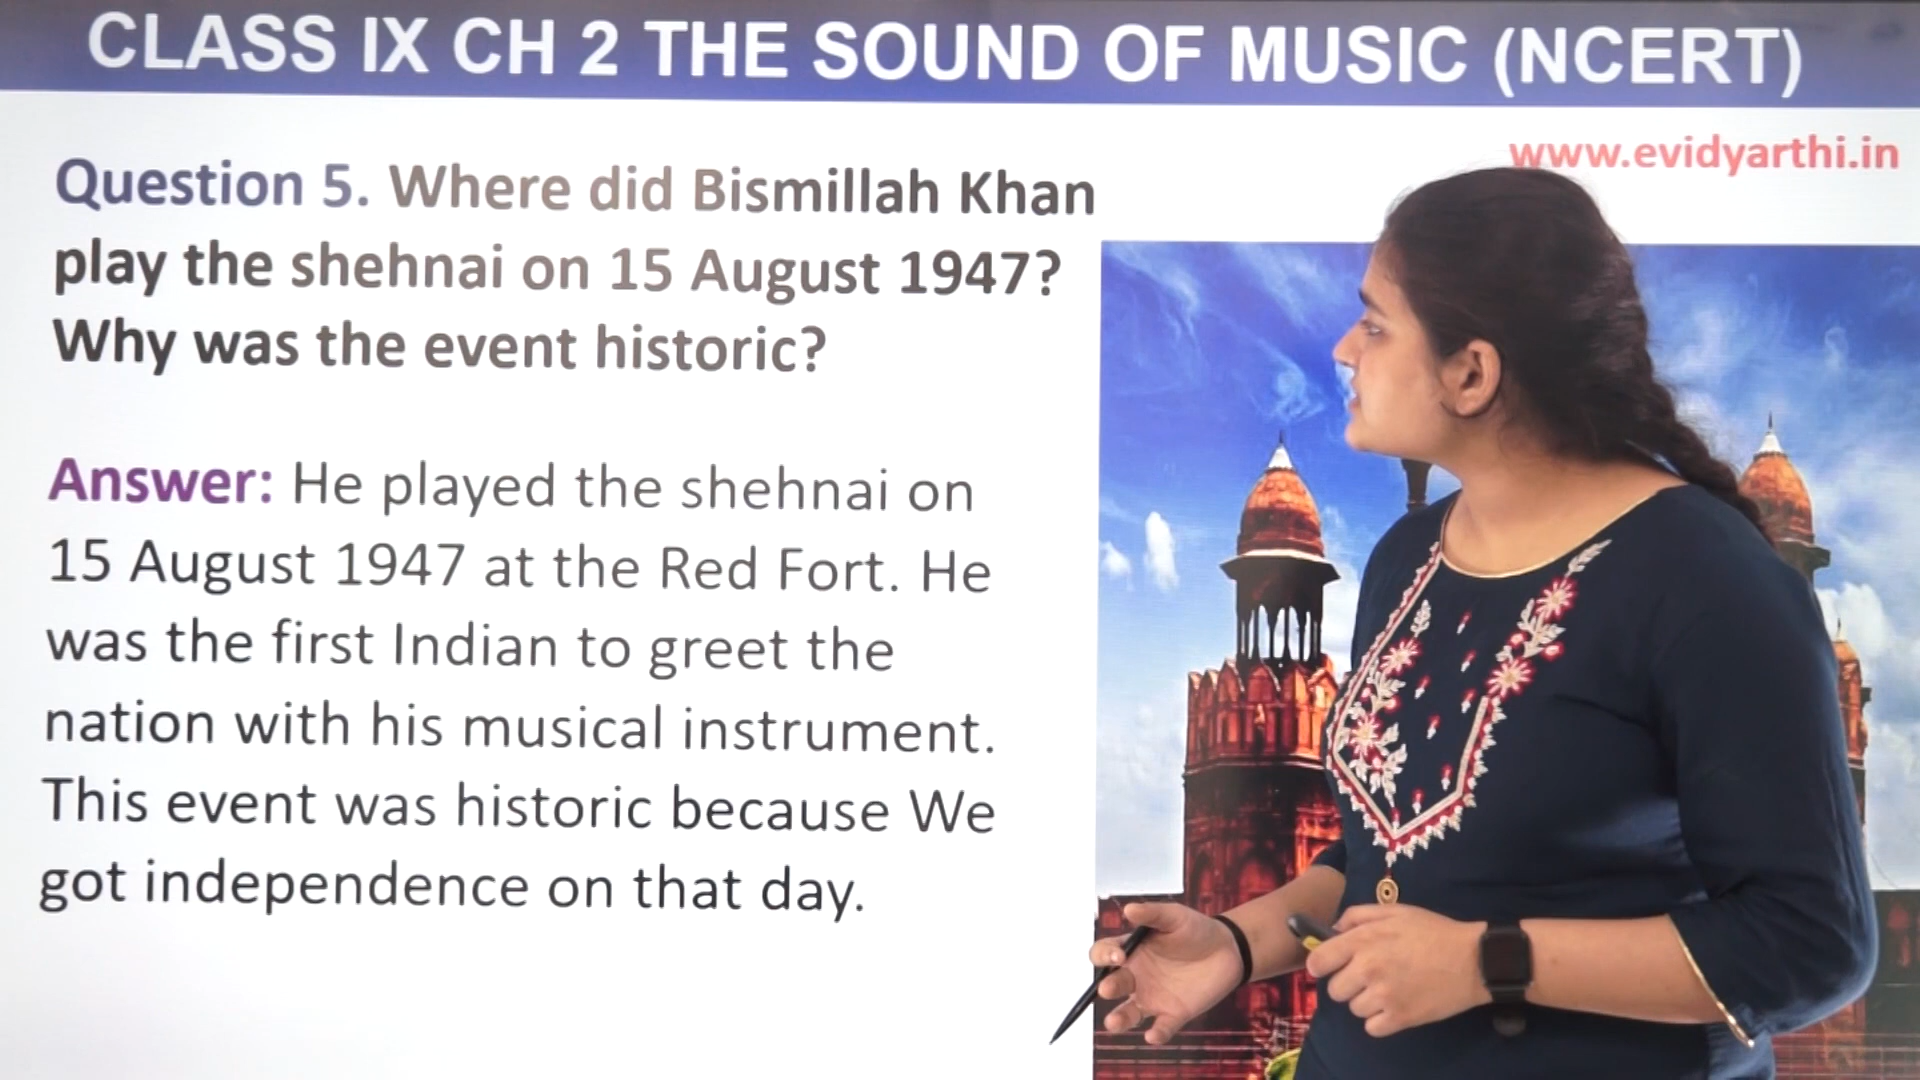 CLASS IX CH 2 THE SOUND OF MUSIC (NCERT)
www.evidyarthi.in
Question 5. Where did Bismillah Khan
play the shehnai on 15 August 1947?
Why was the event historic?
Answer: He played the shehnai on
15 August 1947 at the Red Fort. He
was the first Indian to greet the
nation with his musical instrument.
This event was historic because We
got independence on that day.